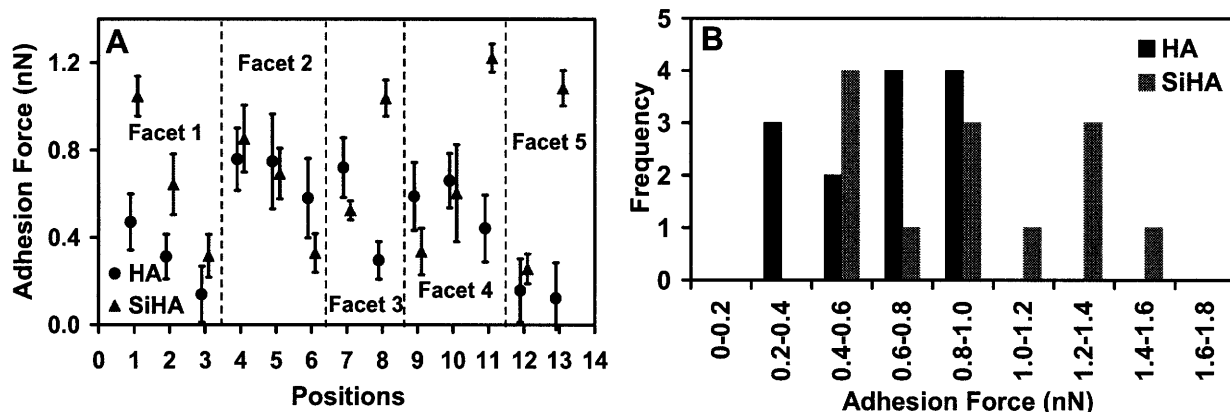 A
Adhesion Force (nN)
1.2
0.8
0.4
0.0
Facet 1
Facet 2
Facet 3
Facet 4
Facet 5
HA
SiHA
0 1 2 3 4 5 6 7 8 9 10 11 12 13 14
Positions
B
HA
SiHA
Frequency
5
4
3
2
1
0
0-0.2
0.2-0.4
0.4-0.6
0.6-0.8
0.8-1.0
1.0-1.2
1.2-1.4
1.4-1.6
1.6-1.8
Adhesion Force (nN)